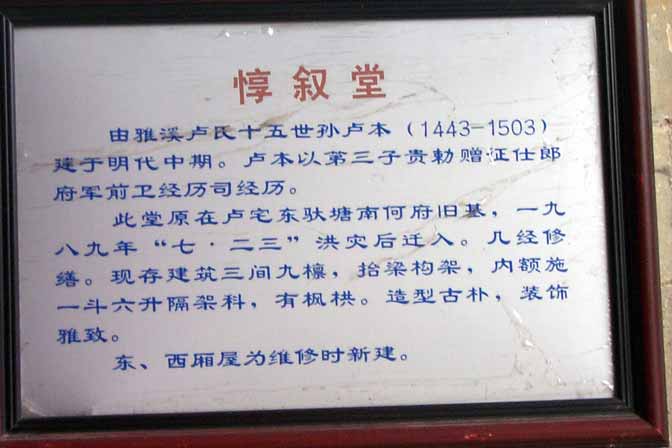 惇叙堂
由雅溪卢氏十五世孙卢本（1443-1503）
建于明代中期。卢本以第三子贵勅赠征仕郎
府军前卫经历司经历。
此堂原在卢宅东驮塘南何府旧基，一九
八九年“七·二三”洪灾后迁入。几经修
缮。现存建筑三间九檩，抬梁构架，内额施
一斗六升隔架科，有枫栱。造型古朴，装饰
雅致。
东、西厢屋为维修时新建。